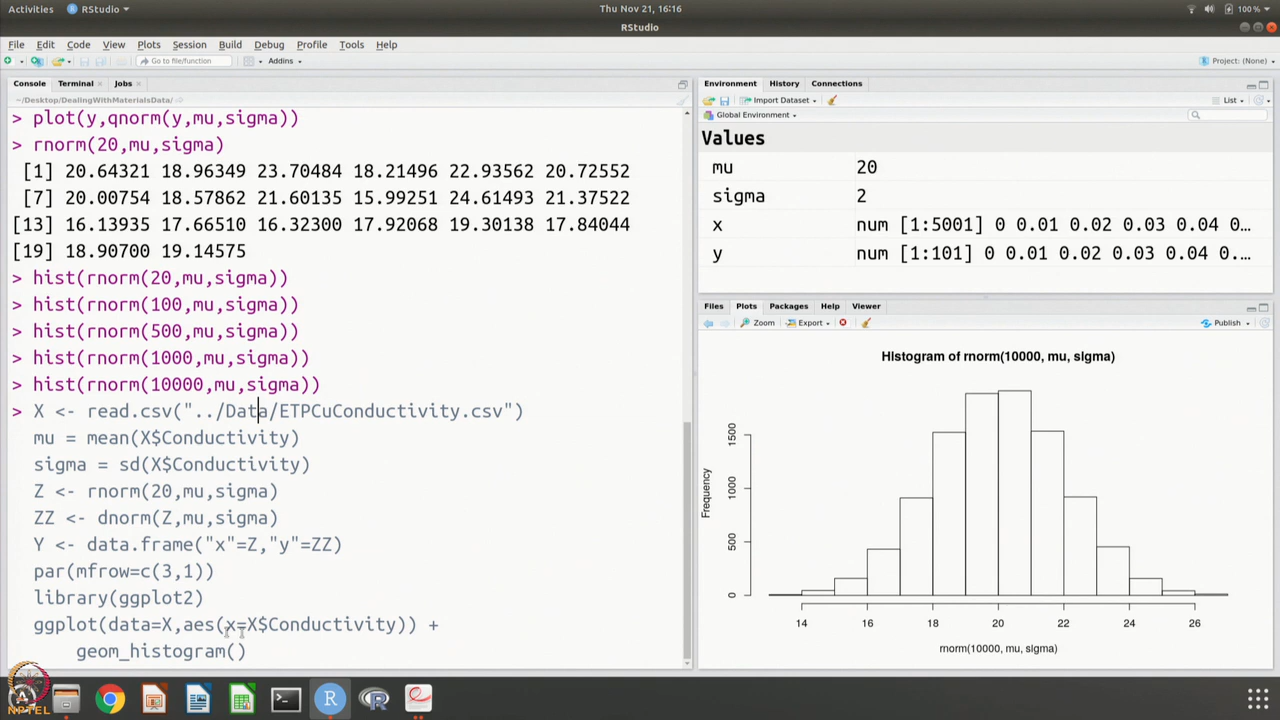 Activities RStudio Thu Nov 21, 16:16 100 %
RStudio
File Edit Code View Plots Session Build Debug Profile Tools Help
Go to file/function Addins Project: (None)
Console Terminal Jobs
~/Desktop/DealingWithMaterialsData/
> plot(y,qnorm(y,mu,sigma))
> rnorm(20,mu,sigma)
[1] 20.64321 18.96349 23.70484 18.21496 22.93562 20.72552
[7] 20.00754 18.57862 21.60135 15.99251 24.61493 21.37522
[13] 16.13935 17.66510 16.32300 17.92068 19.30138 17.84044
[19] 18.90700 19.14575
> hist(rnorm(20,mu,sigma))
> hist(rnorm(100,mu,sigma))
> hist(rnorm(500,mu,sigma))
> hist(rnorm(1000,mu,sigma))
> hist(rnorm(10000,mu,sigma))
> X <- read.csv("../Data/ETPCuConductivity.csv")
mu = mean(X$Conductivity)
sigma = sd(X$Conductivity)
Z <- rnorm(20,mu,sigma)
ZZ <- dnorm(Z,mu,sigma)
Y <- data.frame("x"=Z,"y"=ZZ)
par(mfrow=c(3,1))
library(ggplot2)
ggplot(data=X,aes(x=X$Conductivity)) +
geom_histogram()
Environment History Connections
Import Dataset List
Global Environment
Values
mu 20
sigma 2
x num [1:5001] 0 0.01 0.02 0.03 0.04 0…
y num [1:101] 0 0.01 0.02 0.03 0.04 0.…
Files Plots Packages Help Viewer
Zoom Export Publish
Histogram of rnorm(10000, mu, sigma)
Frequency
1500
1000
500
0
14 16 18 20 22 24 26
rnorm(10000, mu, sigma)
NPTEL